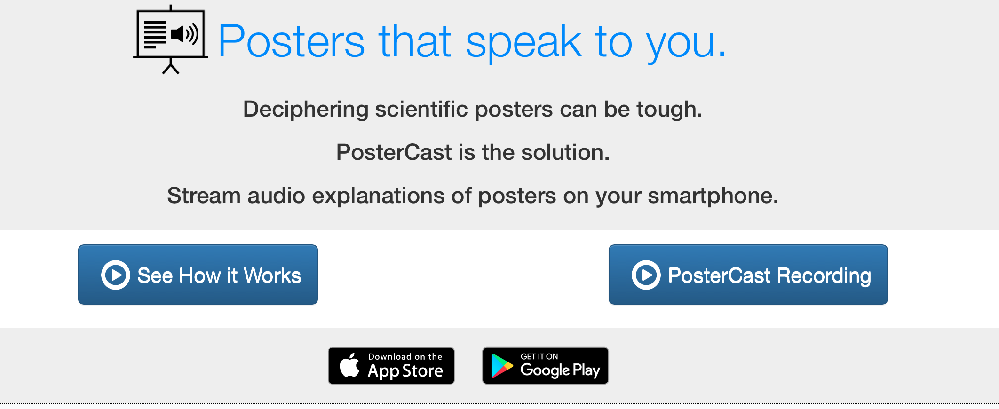 Posters that speak to you.
Deciphering scientific posters can be tough.
PosterCast is the solution.
Stream audio explanations of posters on your smartphone.
See How it Works
PosterCast Recording
Download on the
App Store
GET IT ON
Google Play